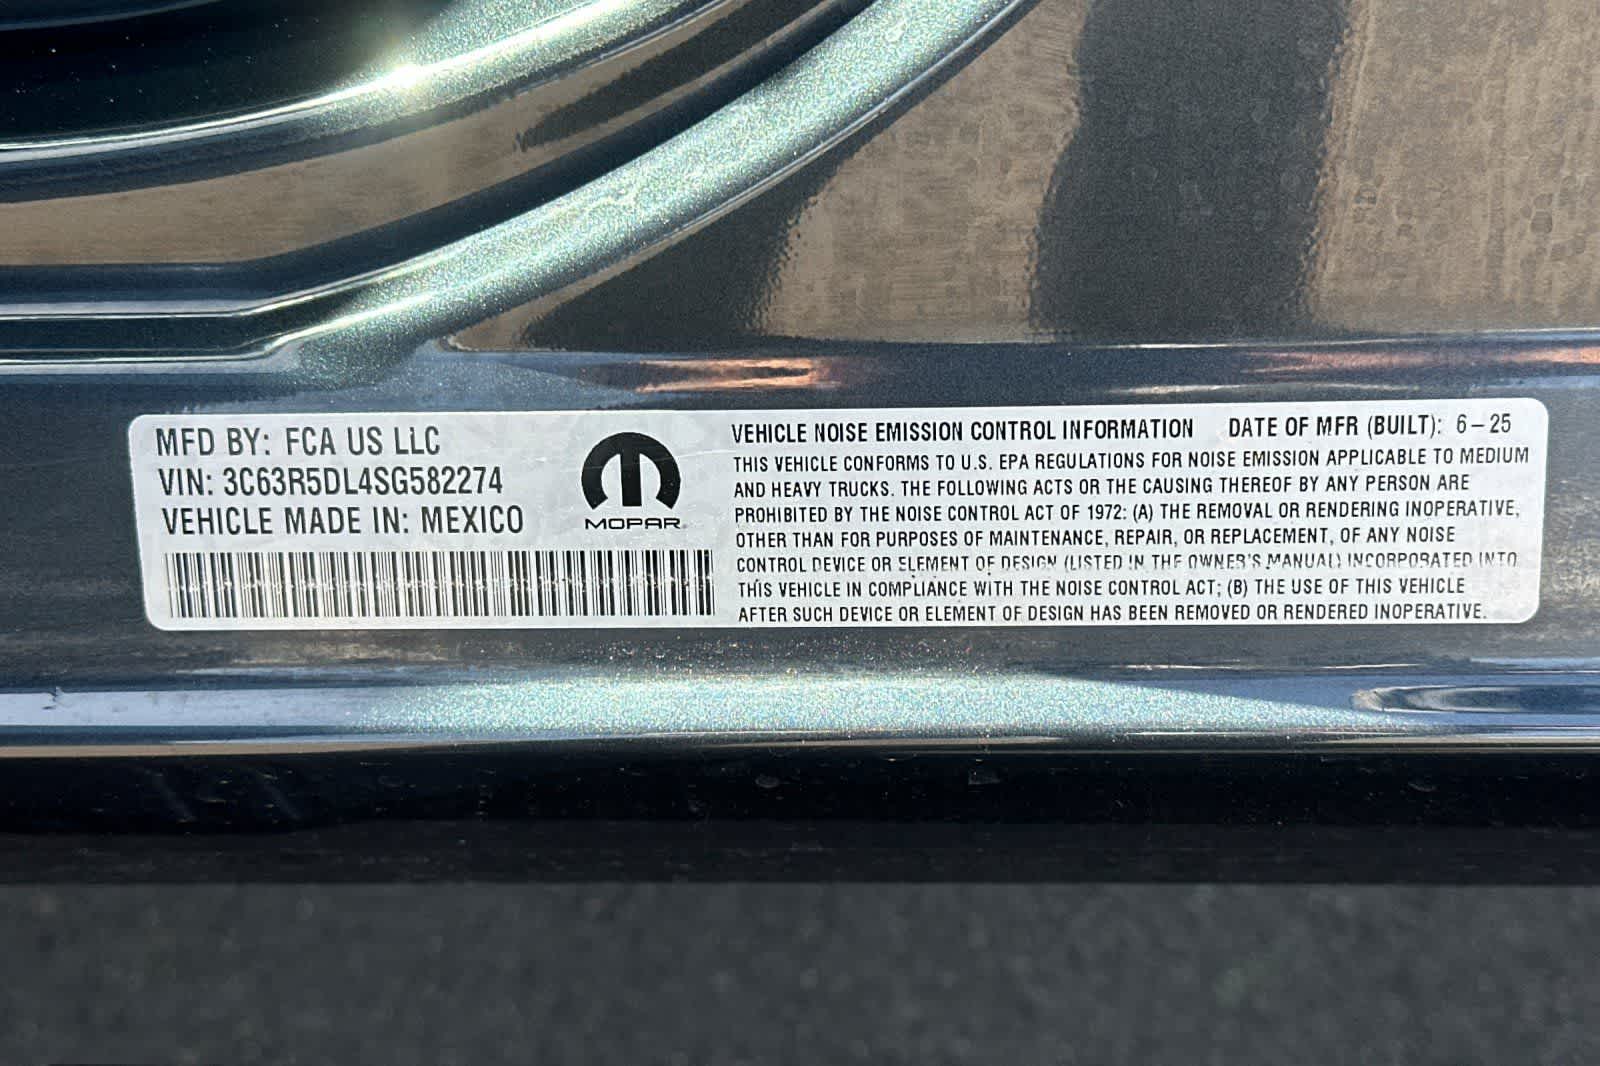 MFD BY: FCA US LLC
VIN: 3C63R5DL4SG582274
VEHICLE MADE IN: MEXICO
MOPAR®
VEHICLE NOISE EMISSION CONTROL INFORMATION DATE OF MFR (BUILT): 6-25
THIS VEHICLE CONFORMS TO U.S. EPA REGULATIONS FOR NOISE EMISSION APPLICABLE TO MEDIUM
AND HEAVY TRUCKS. THE FOLLOWING ACTS OR THE CAUSING THEREOF BY ANY PERSON ARE
PROHIBITED BY THE NOISE CONTROL ACT OF 1972: (A) THE REMOVAL OR RENDERING INOPERATIVE,
OTHER THAN FOR PURPOSES OF MAINTENANCE, REPAIR, OR REPLACEMENT, OF ANY NOISE
CONTROL DEVICE OR ELEMENT OF DESIGN (LISTED IN THE OWNER'S MANUAL) INCORPORATED INTO
THIS VEHICLE IN COMPLIANCE WITH THE NOISE CONTROL ACT; (B) THE USE OF THIS VEHICLE
AFTER SUCH DEVICE OR ELEMENT OF DESIGN HAS BEEN REMOVED OR RENDERED INOPERATIVE.